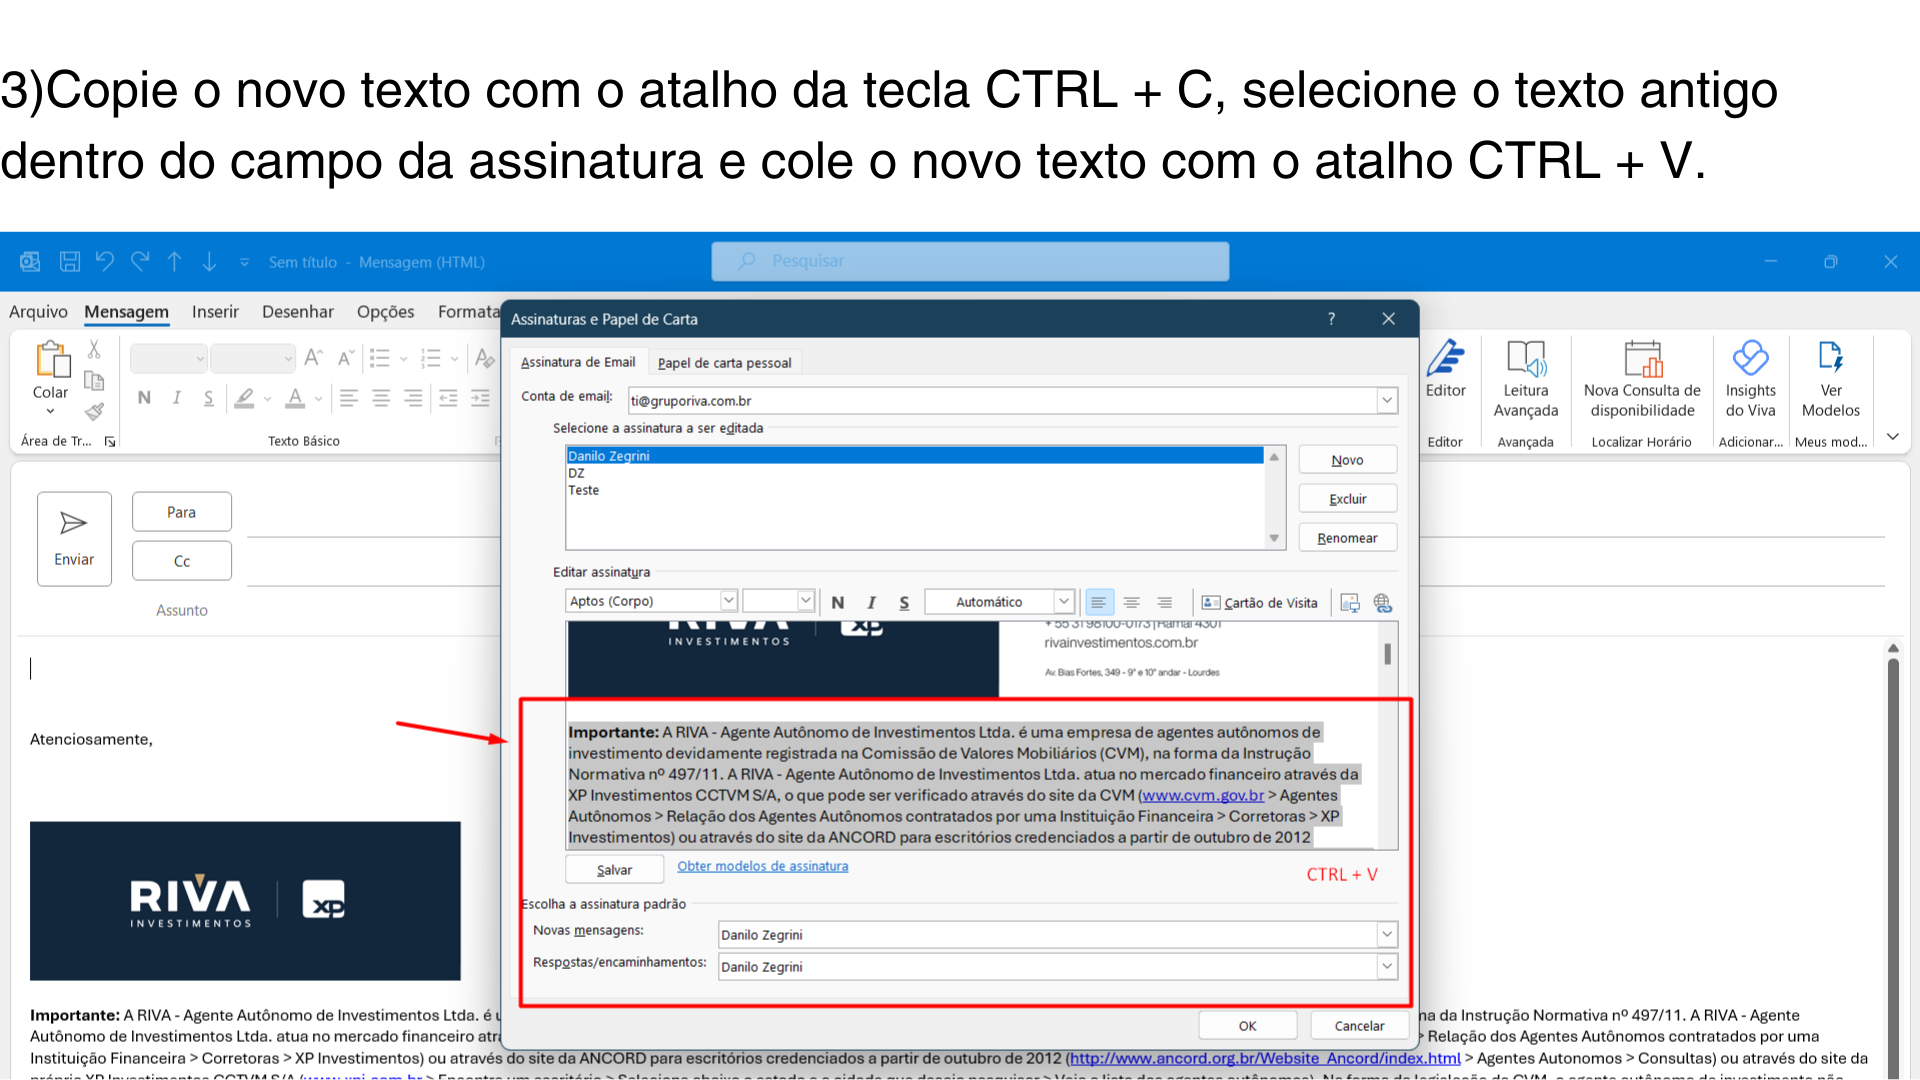 3)Copie o novo texto com o atalho da tecla CTRL + C, selecione o texto antigo
dentro do campo da assinatura e cole o novo texto com o atalho CTRL + V.
Sem título - Mensagem (HTML)
Pesquisar
Arquivo Mensagem Inserir Desenhar Opções Formata
Colar
N I S
Área de Tr...
Texto Básico
Editor
Leitura
Avançada
Nova Consulta de
disponibilidade
Insights
do Viva
Ver
Modelos
Editor
Avançada
Localizar Horário
Adicionar...
Meus mod...
Enviar
Para
Cc
Assunto
Atenciosamente,
RIVA
INVESTIMENTOS
xp
Assinaturas e Papel de Carta
?
Assinatura de Email
Papel de carta pessoal
Conta de email: ti@gruporiva.com.br
Selecione a assinatura a ser editada
Danilo Zegrini
DZ
Teste
Novo
Excluir
Renomear
Editar assinatura
Aptos (Corpo)
N I S
Automático
Cartão de Visita
RIVA
INVESTIMENTOS
xp
+ 55 31 98100-0173 | Ramal 4301
rivainvestimentos.com.br
Av. Bias Fortes, 349 - 9° e 10° andar - Lourdes
Importante: A RIVA - Agente Autônomo de Investimentos Ltda. é uma empresa de agentes autônomos de
investimento devidamente registrada na Comissão de Valores Mobiliários (CVM), na forma da Instrução
Normativa nº 497/11. A RIVA - Agente Autônomo de Investimentos Ltda. atua no mercado financeiro através da
XP Investimentos CCTVM S/A, o que pode ser verificado através do site da CVM (www.cvm.gov.br > Agentes
Autônomos > Relação dos Agentes Autônomos contratados por uma Instituição Financeira > Corretoras > XP
Investimentos) ou através do site da ANCORD para escritórios credenciados a partir de outubro de 2012
Salvar
Obter modelos de assinatura
CTRL + V
Escolha a assinatura padrão
Novas mensagens: Danilo Zegrini
Respostas/encaminhamentos: Danilo Zegrini
OK
Cancelar
Importante: A RIVA - Agente Autônomo de Investimentos Ltda. é u
na da Instrução Normativa nº 497/11. A RIVA - Agente
Autônomo de Investimentos Ltda. atua no mercado financeiro atr
> Relação dos Agentes Autônomos contratados por uma
Instituição Financeira > Corretoras > XP Investimentos) ou através do site da ANCORD para escritórios credenciados a partir de outubro de 2012 (http://www.ancord.org.br/Website_Ancord/index.html > Agentes Autonomos > Consultas) ou através do site da